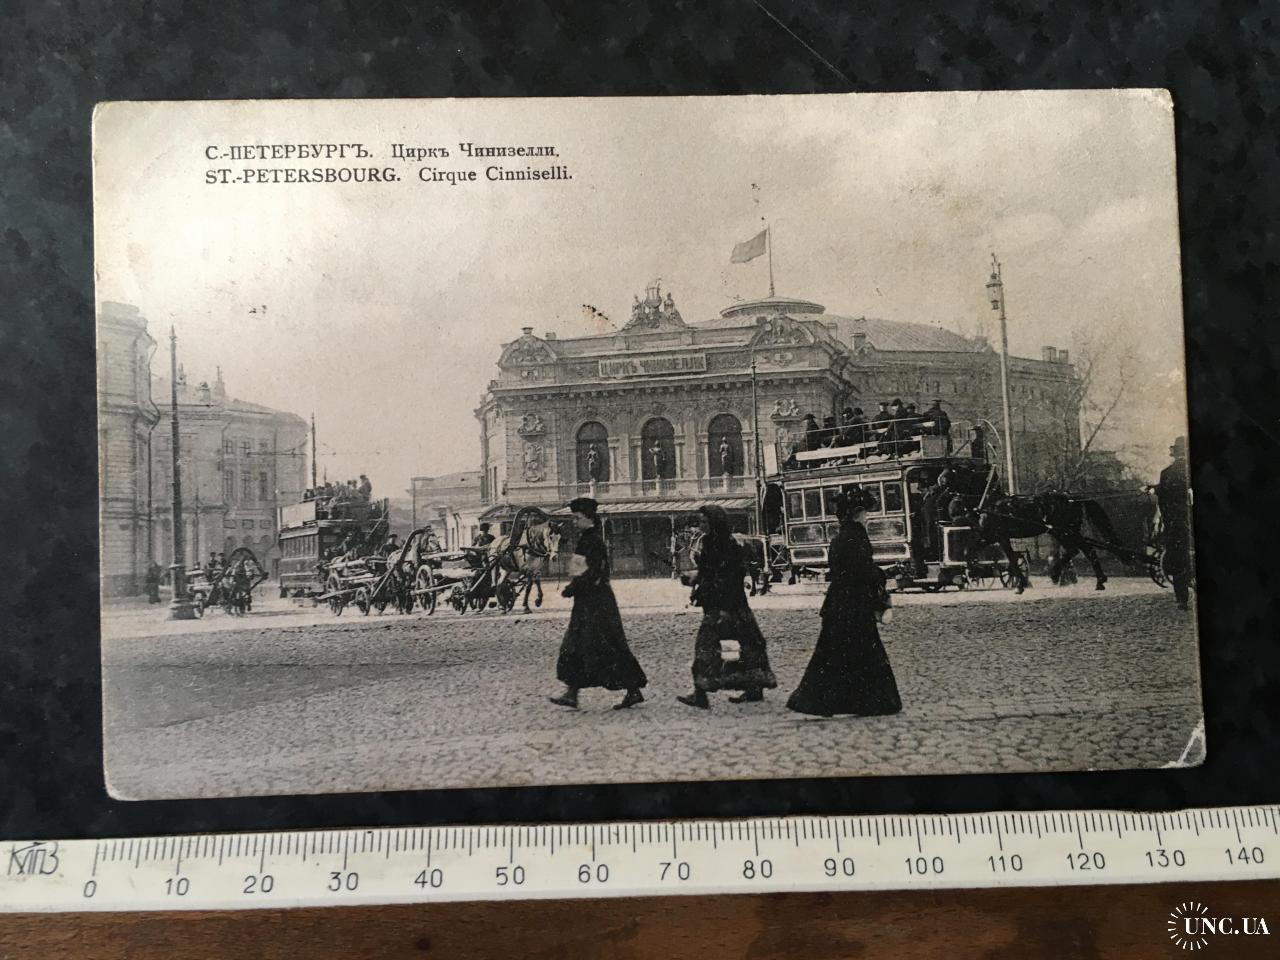 С.-ПЕТЕРБУРГЪ. Циркъ Чинизелли.
ST.-PETERSBOURG. Cirque Cinniselli.
ЦИРКЪ ЧИНИЗЕЛЛИ
КПВЗ
0 10 20 30 40 50 60 70 80 90 100 110 120 130 140
UNC.UA